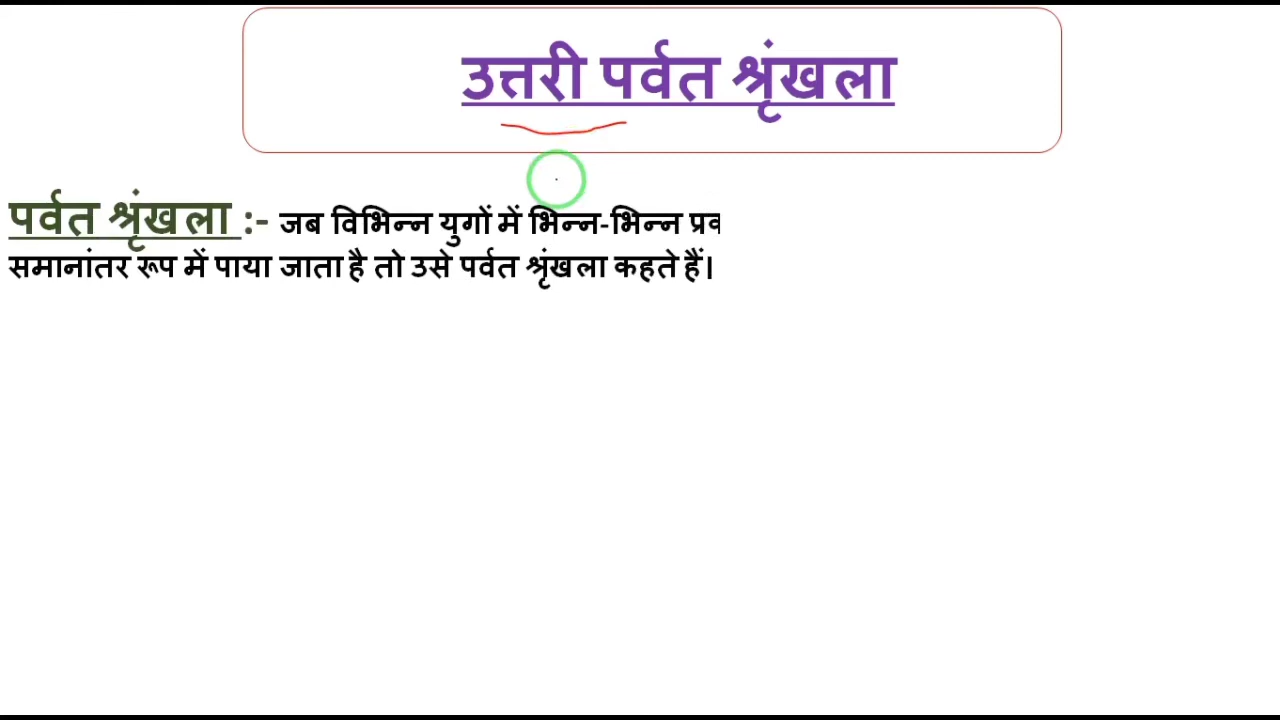 उत्तरी पर्वत श्रृंखला
पर्वत श्रृंखला :- जब विभिन्न युगों में भिन्न-भिन्न
समानांतर रूप में पाया जाता है तो उसे पर्वत श्रृंखला कहते हैं।